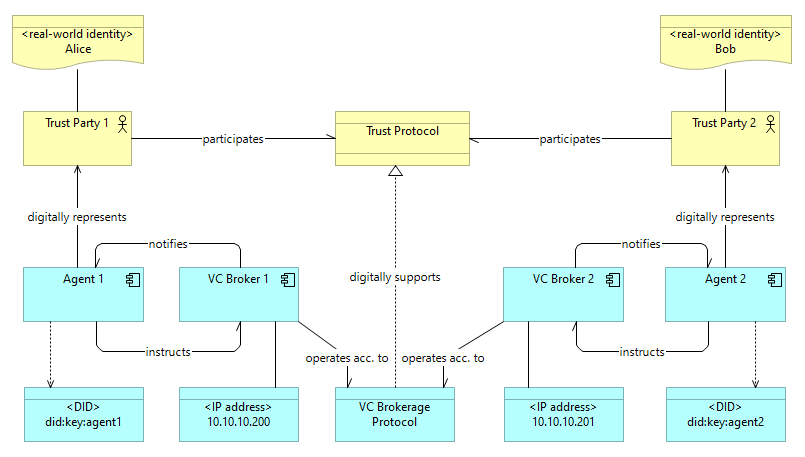 <real-world identity>
Alice
<real-world identity>
Bob
Trust Party 1
participates
Trust Protocol
participates
Trust Party 2
digitally represents
digitally represents
notifies
notifies
Agent 1
VC Broker 1
digitally supports
VC Broker 2
Agent 2
instructs
operates acc. to
operates acc. to
instructs
<DID>
did:key:agent1
<IP address>
10.10.10.200
VC Brokerage
Protocol
<IP address>
10.10.10.201
<DID>
did:key:agent2